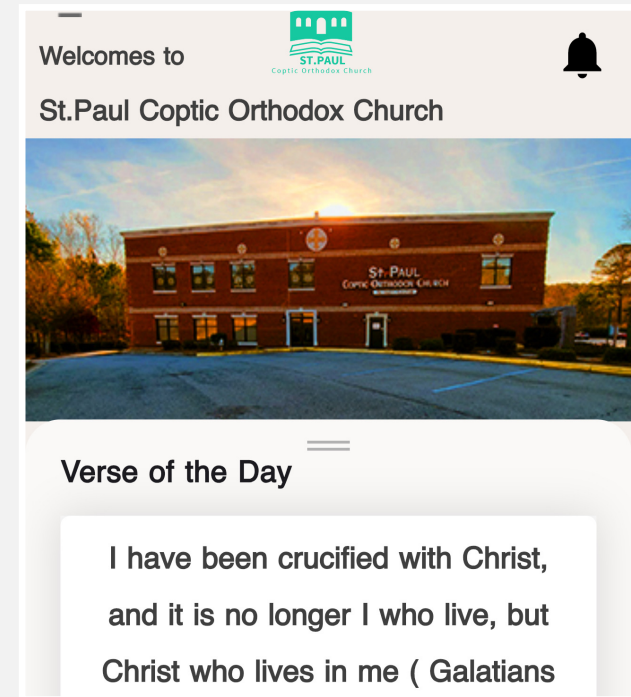 Welcomes to
ST.PAUL
Coptic Orthodox Church
St.Paul Coptic Orthodox Church
St. PAUL
COPTIC ORTHODOX CHURCH
Verse of the Day
I have been crucified with Christ,
and it is no longer I who live, but
Christ who lives in me ( Galatians